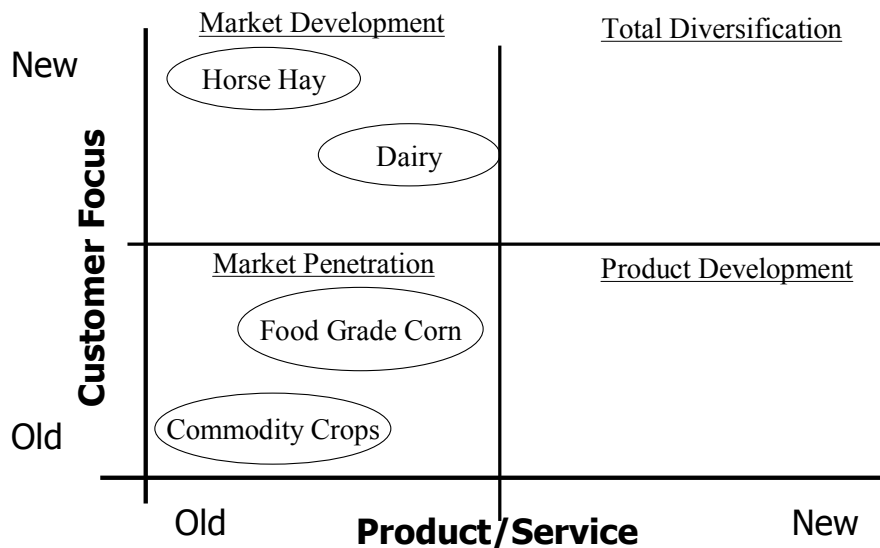 Market Development
Total Diversification
New
Horse Hay
Dairy
Customer Focus
Market Penetration
Product Development
Food Grade Corn
Old
Commodity Crops
Old
Product/Service
New